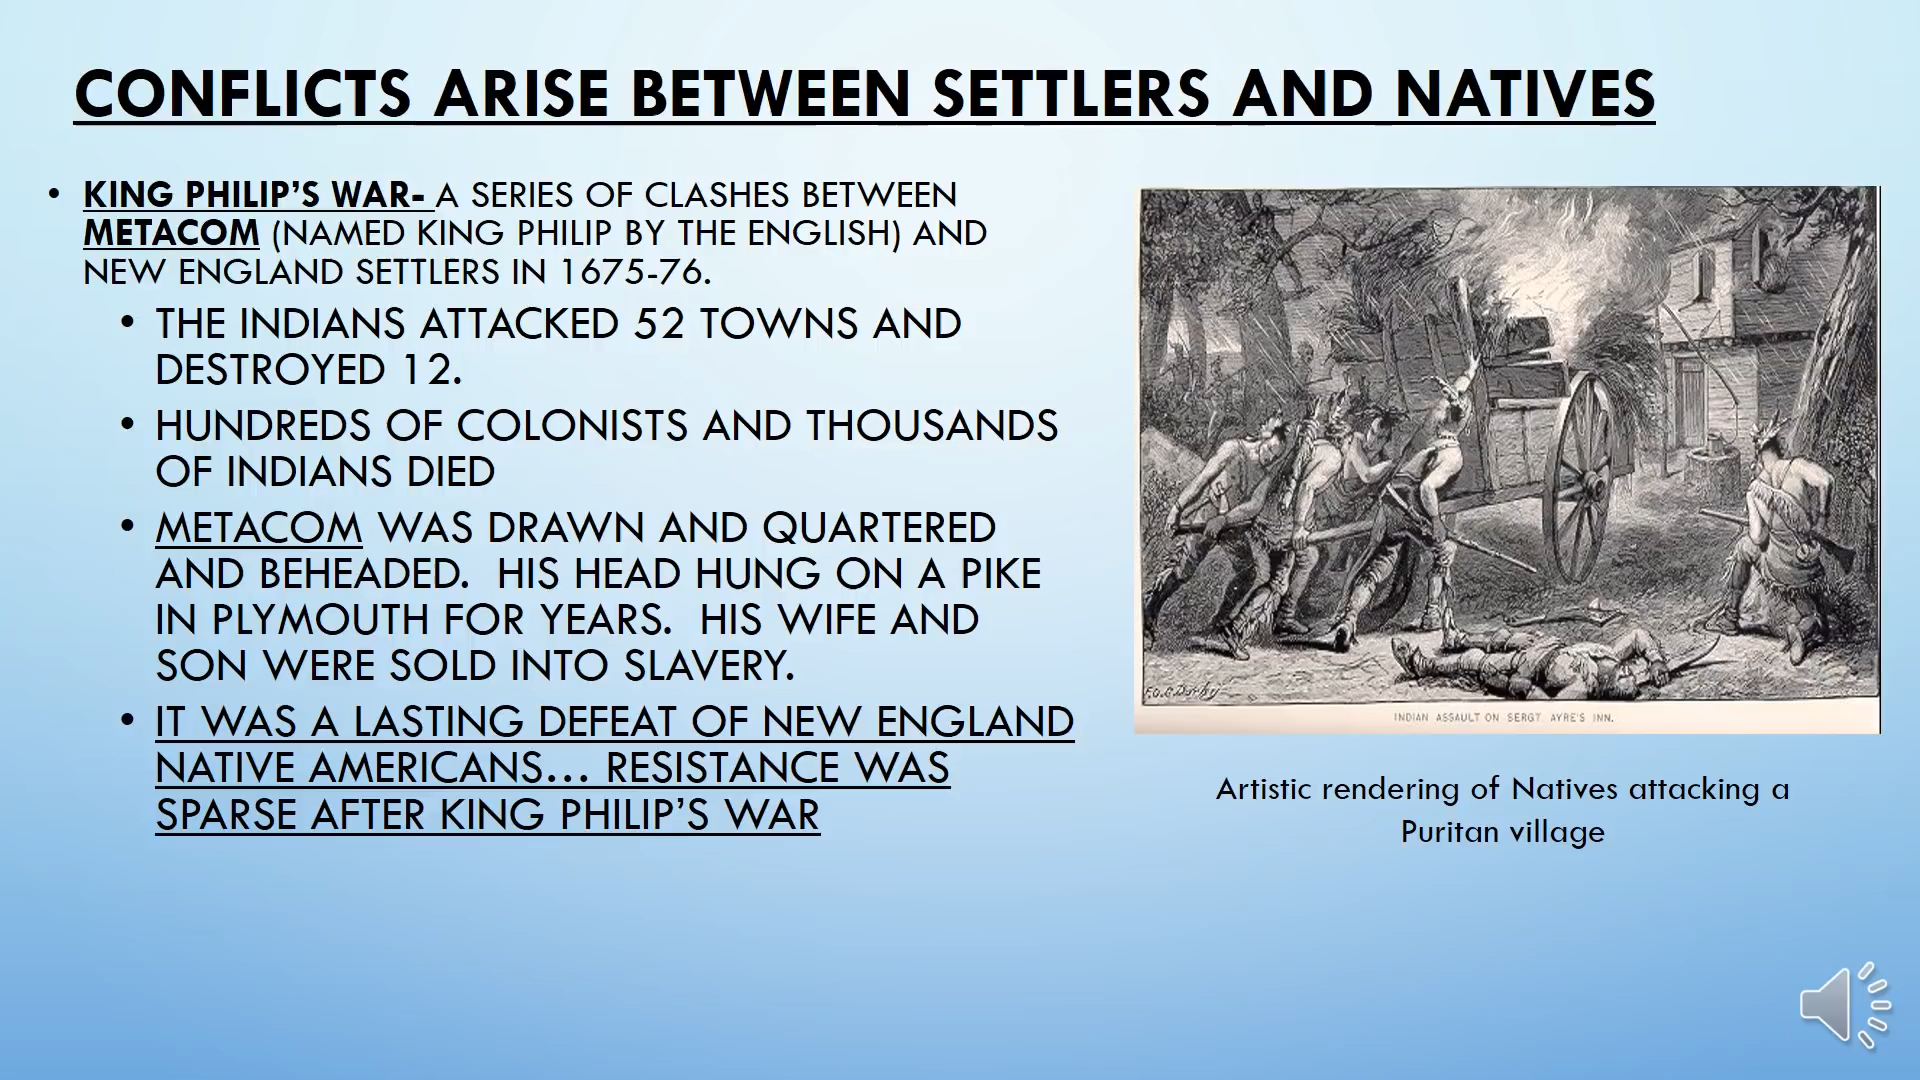 CONFLICTS ARISE BETWEEN SETTLERS AND NATIVES
• KING PHILIP’S WAR- A SERIES OF CLASHES BETWEEN
METACOM (NAMED KING PHILIP BY THE ENGLISH) AND
NEW ENGLAND SETTLERS IN 1675-76.
• THE INDIANS ATTACKED 52 TOWNS AND
DESTROYED 12.
• HUNDREDS OF COLONISTS AND THOUSANDS
OF INDIANS DIED
• METACOM WAS DRAWN AND QUARTERED
AND BEHEADED.  HIS HEAD HUNG ON A PIKE
IN PLYMOUTH FOR YEARS.  HIS WIFE AND
SON WERE SOLD INTO SLAVERY.
• IT WAS A LASTING DEFEAT OF NEW ENGLAND
NATIVE AMERICANS… RESISTANCE WAS
SPARSE AFTER KING PHILIP’S WAR
INDIAN ASSAULT ON SERGT AYRE'S INN.
Artistic rendering of Natives attacking a
Puritan village